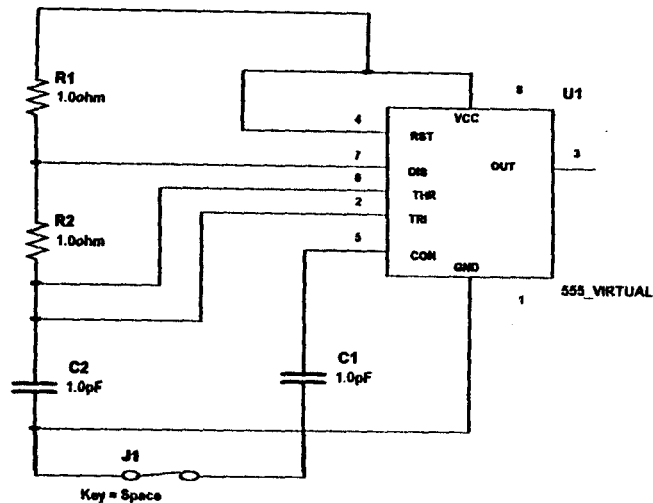 R1
1.0ohm
8
U1
4
VCC
RST
7
OUT
3
DIS
6
THR
2
TRI
R2
1.0ohm
5
CON
GND
1
555_VIRTUAL
C2
1.0pF
C1
1.0pF
J1
Key = Space